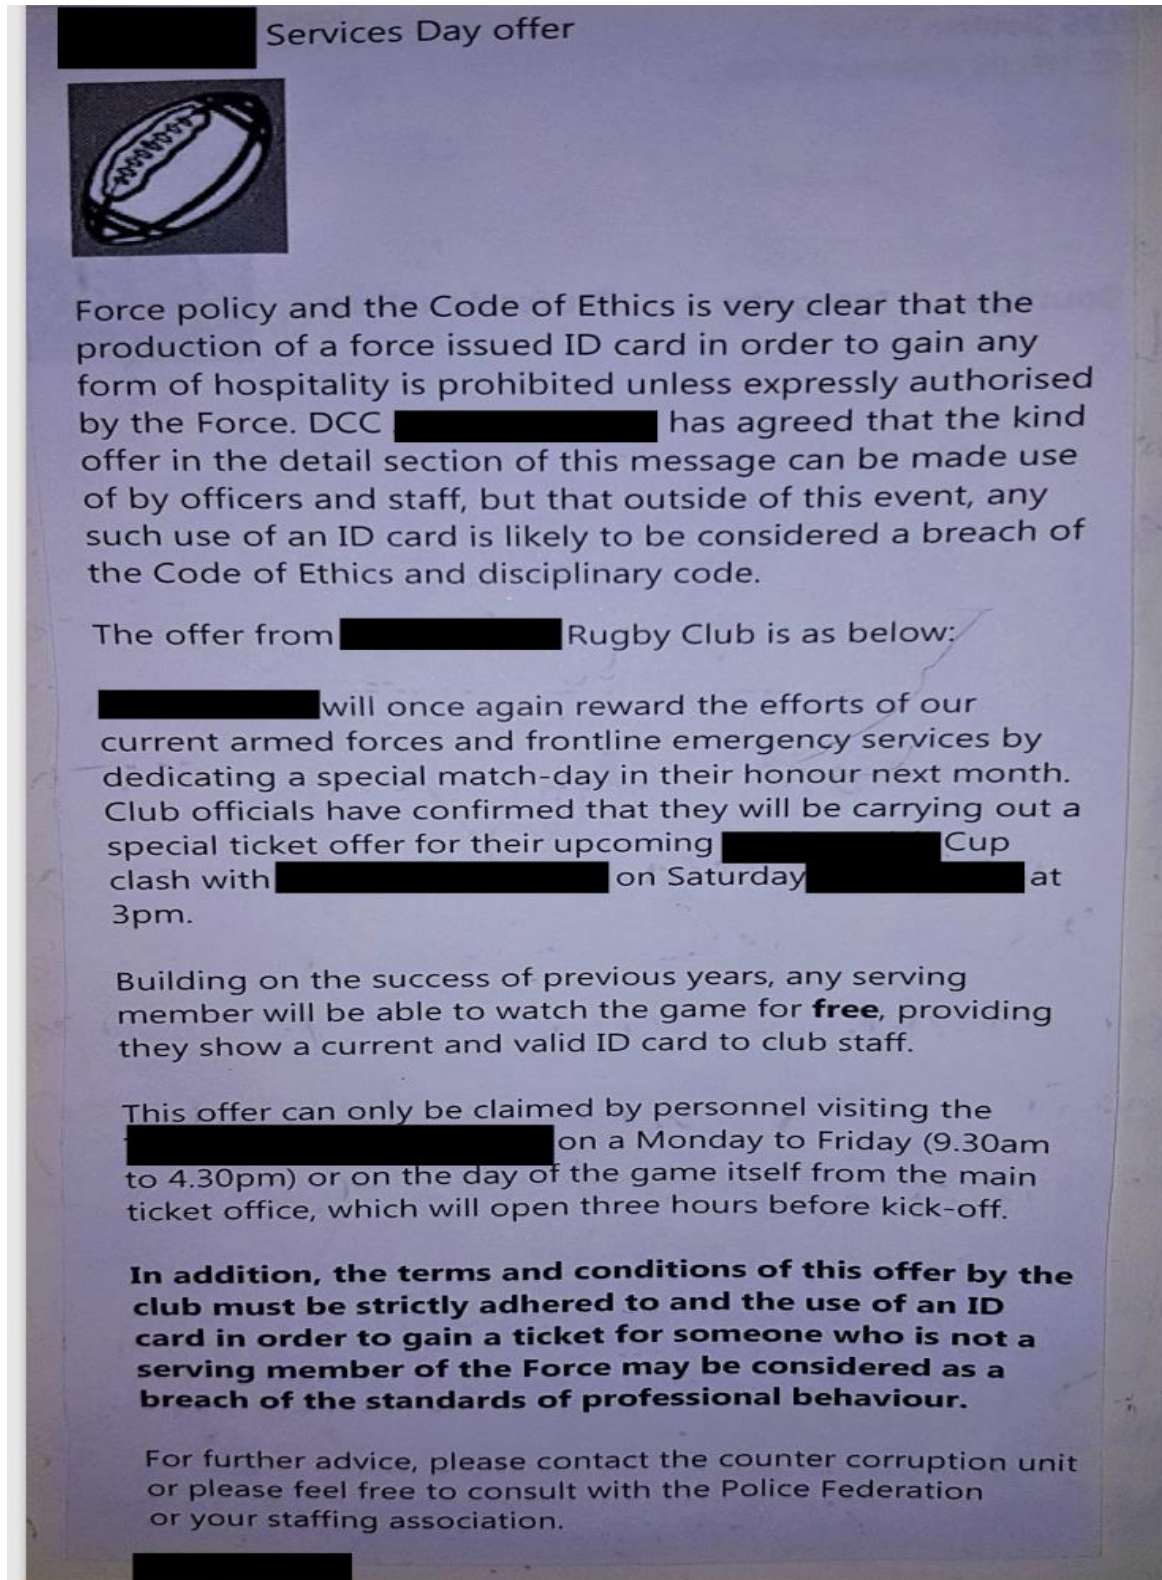 Services Day offer
Force policy and the Code of Ethics is very clear that the
production of a force issued ID card in order to gain any
form of hospitality is prohibited unless expressly authorised
by the Force. DCC has agreed that the kind
offer in the detail section of this message can be made use
of by officers and staff, but that outside of this event, any
such use of an ID card is likely to be considered a breach of
the Code of Ethics and disciplinary code.
The offer from Rugby Club is as below:
will once again reward the efforts of our
current armed forces and frontline emergency services by
dedicating a special match-day in their honour next month.
Club officials have confirmed that they will be carrying out a
special ticket offer for their upcoming Cup
clash with on Saturday at
3pm.
Building on the success of previous years, any serving
member will be able to watch the game for free, providing
they show a current and valid ID card to club staff.
This offer can only be claimed by personnel visiting the
on a Monday to Friday (9.30am
to 4.30pm) or on the day of the game itself from the main
ticket office, which will open three hours before kick-off.
In addition, the terms and conditions of this offer by the
club must be strictly adhered to and the use of an ID
card in order to gain a ticket for someone who is not a
serving member of the Force may be considered as a
breach of the standards of professional behaviour.
For further advice, please contact the counter corruption unit
or please feel free to consult with the Police Federation
or your staffing association.